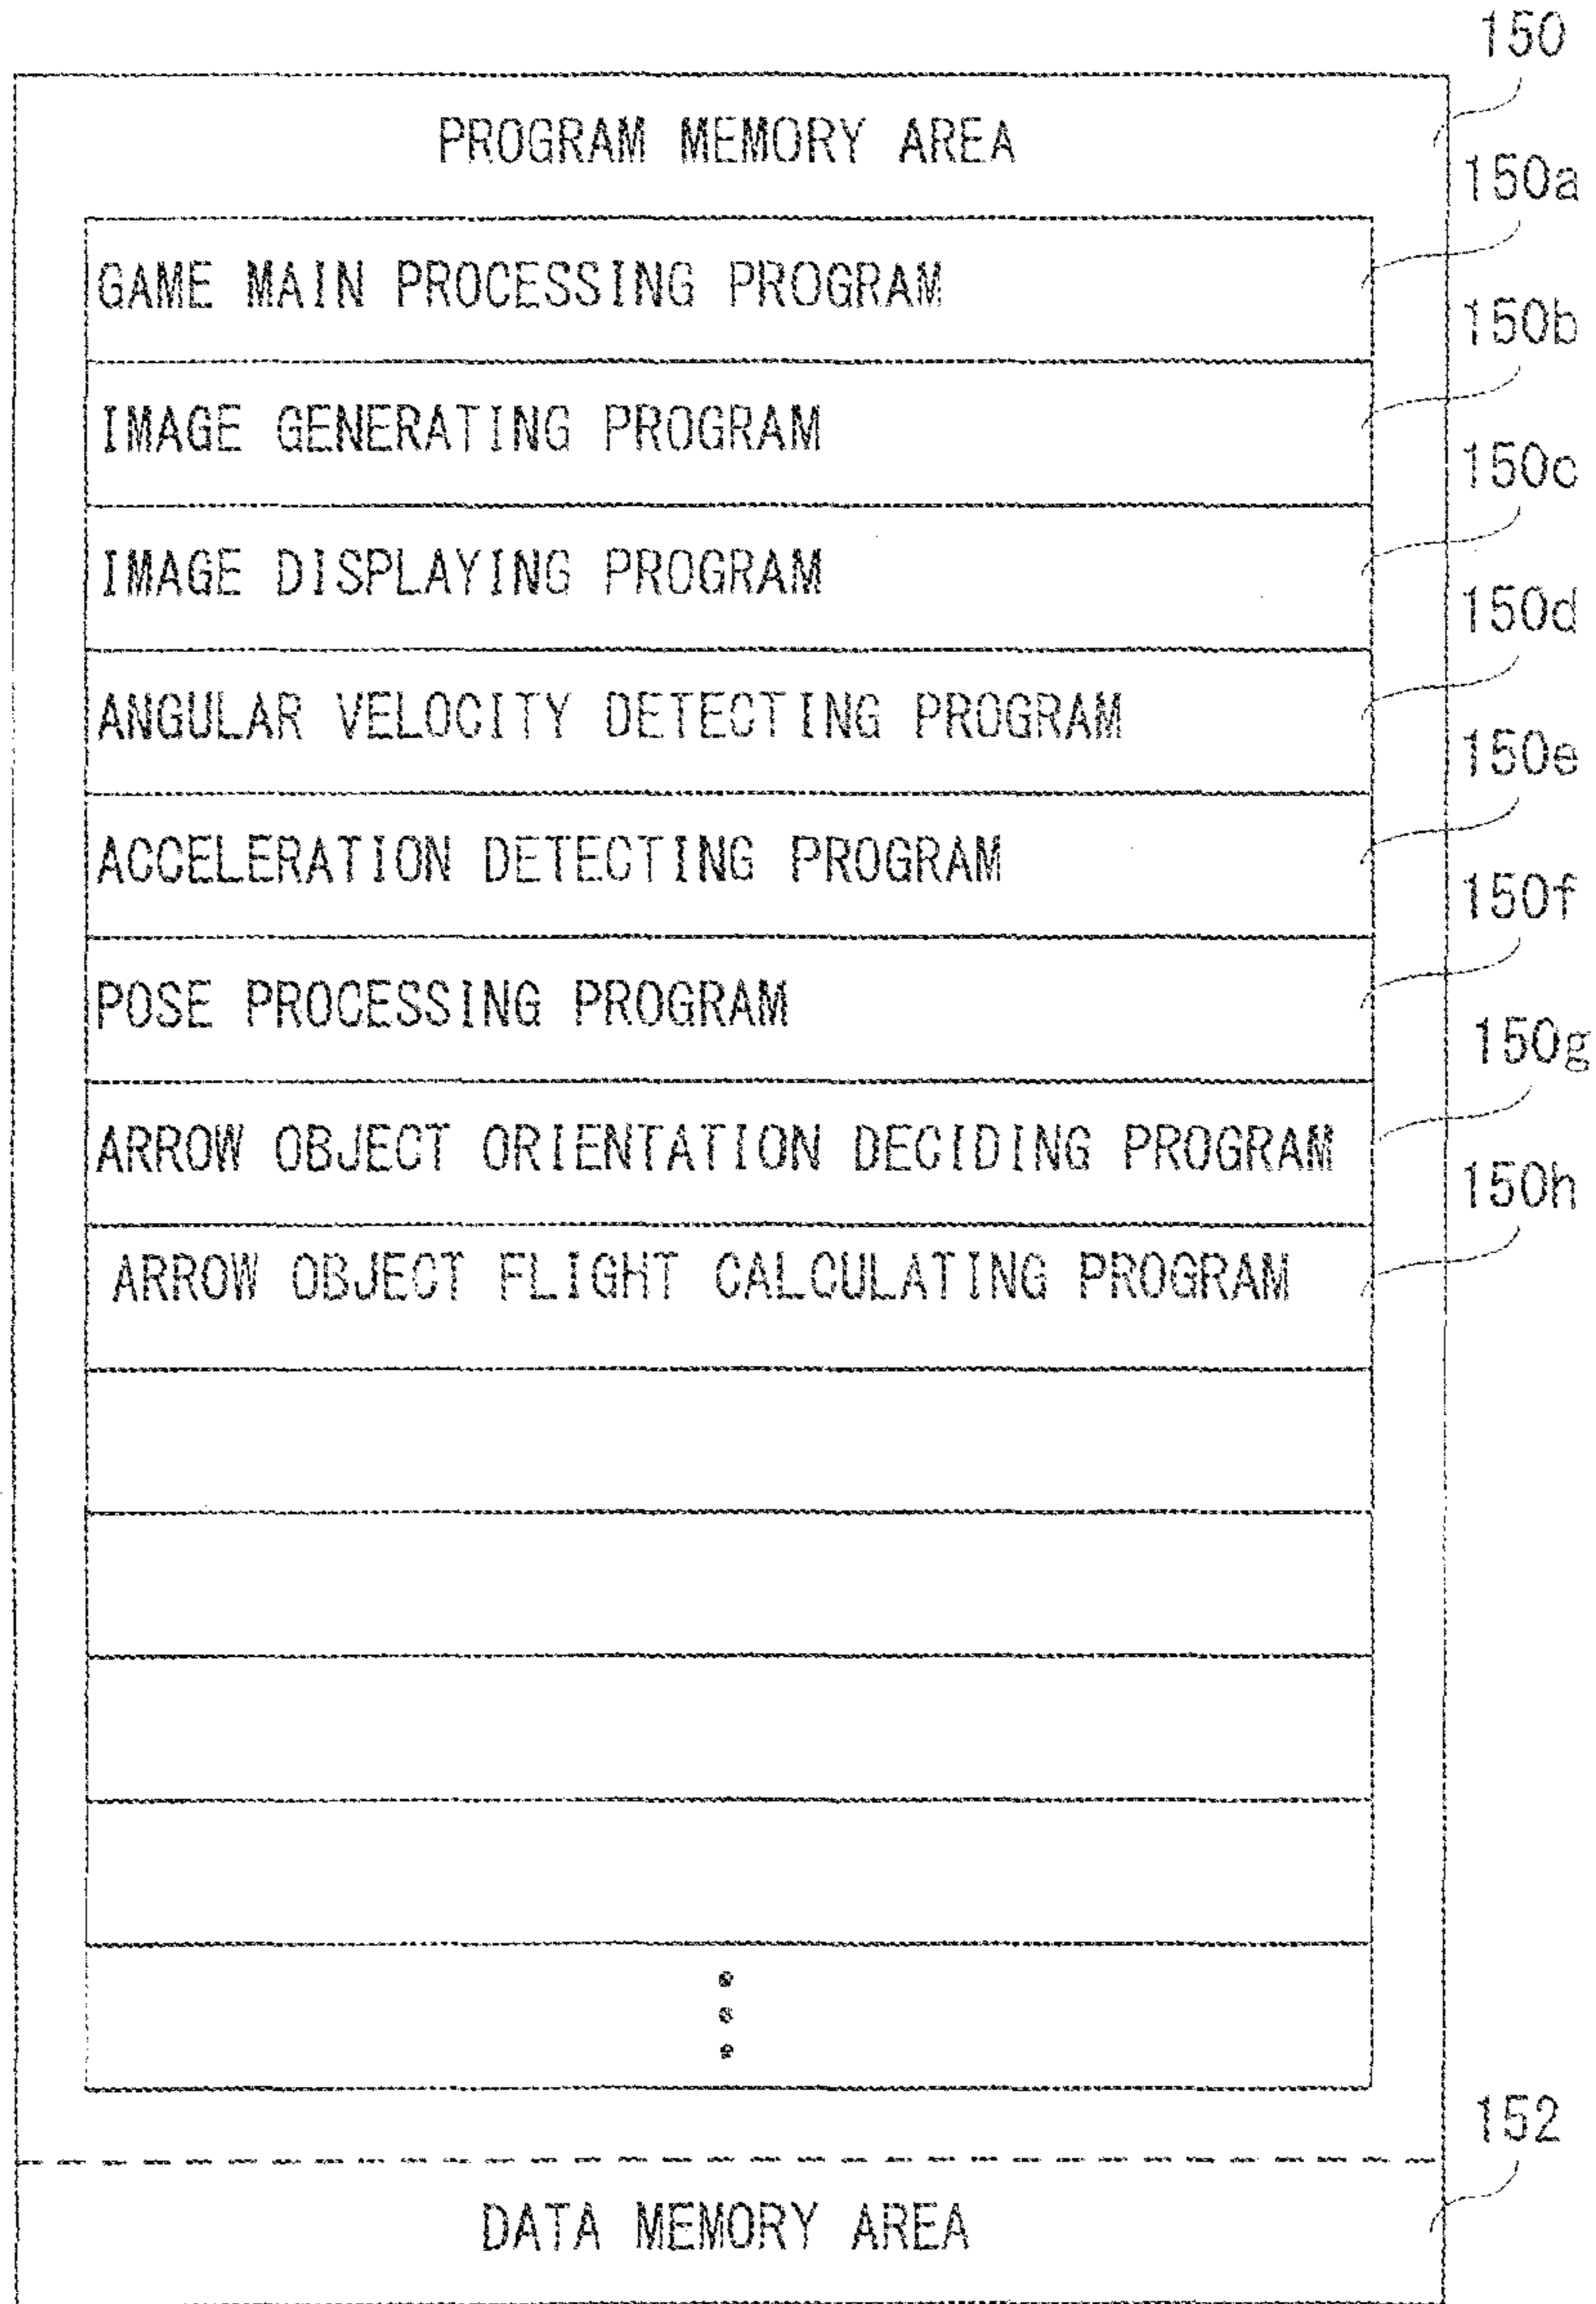 150
PROGRAM MEMORY AREA
150a
GAME MAIN PROCESSING PROGRAM
150b
IMAGE GENERATING PROGRAM
150c
IMAGE DISPLAYING PROGRAM
150d
ANGULAR VELOCITY DETECTING PROGRAM
150e
ACCELERATION DETECTING PROGRAM
150f
POSE PROCESSING PROGRAM
150g
ARROW OBJECT ORIENTATION DECIDING PROGRAM
150h
ARROW OBJECT FLIGHT CALCULATING PROGRAM
152
DATA MEMORY AREA